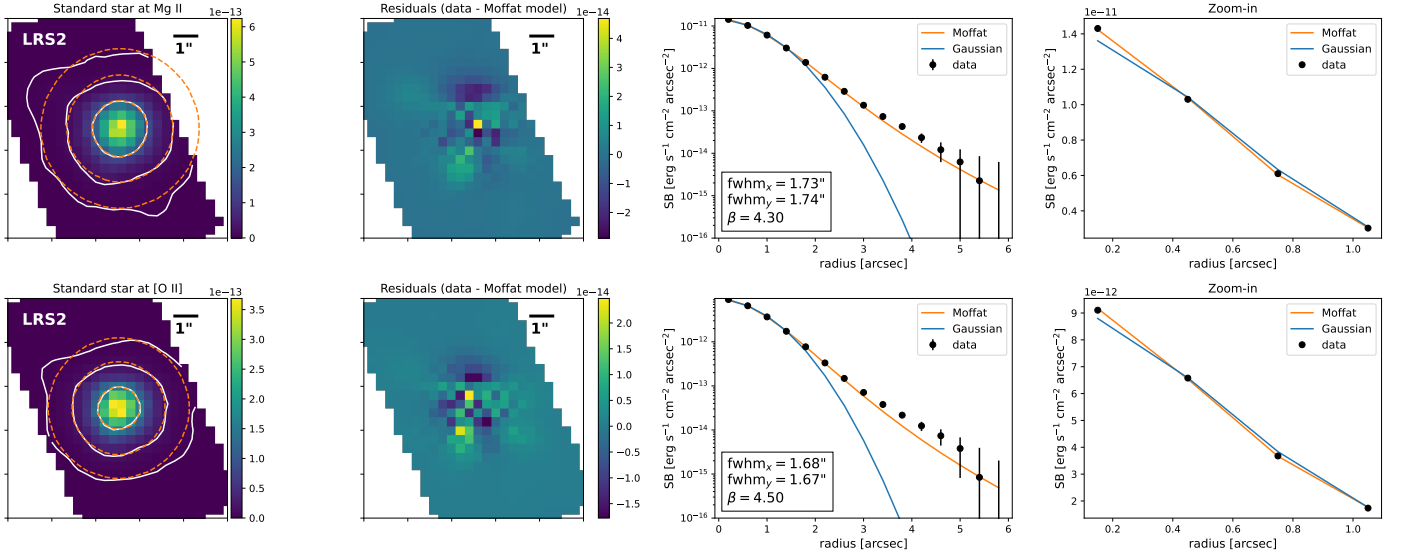 Standard star at Mg II
1e−13
LRS2
1"
6
5
4
3
2
1
0
Residuals (data - Moffat model)
1e−14
1"
4
3
2
1
0
−1
−2
10⁻¹¹
10⁻¹²
10⁻¹³
10⁻¹⁴
10⁻¹⁵
10⁻¹⁶
SB [erg s⁻¹ cm⁻² arcsec⁻²]
Moffat
Gaussian
data
fwhmₓ = 1.73"
fwhm_y = 1.74"
β = 4.30
0 1 2 3 4 5 6
radius [arcsec]
1e−11
Zoom-in
1.4
1.2
1.0
0.8
0.6
0.4
SB [erg s⁻¹ cm⁻² arcsec⁻²]
Moffat
Gaussian
data
0.2 0.4 0.6 0.8 1.0
radius [arcsec]
Standard star at [O II]
1e−13
LRS2
1"
3.5
3.0
2.5
2.0
1.5
1.0
0.5
0.0
Residuals (data - Moffat model)
1e−14
1"
2.0
1.5
1.0
0.5
0.0
−0.5
−1.0
−1.5
10⁻¹²
10⁻¹³
10⁻¹⁴
10⁻¹⁵
10⁻¹⁶
SB [erg s⁻¹ cm⁻² arcsec⁻²]
Moffat
Gaussian
data
fwhmₓ = 1.68"
fwhm_y = 1.67"
β = 4.50
0 1 2 3 4 5 6
radius [arcsec]
1e−12
Zoom-in
9
8
7
6
5
4
3
2
SB [erg s⁻¹ cm⁻² arcsec⁻²]
Moffat
Gaussian
data
0.2 0.4 0.6 0.8 1.0
radius [arcsec]